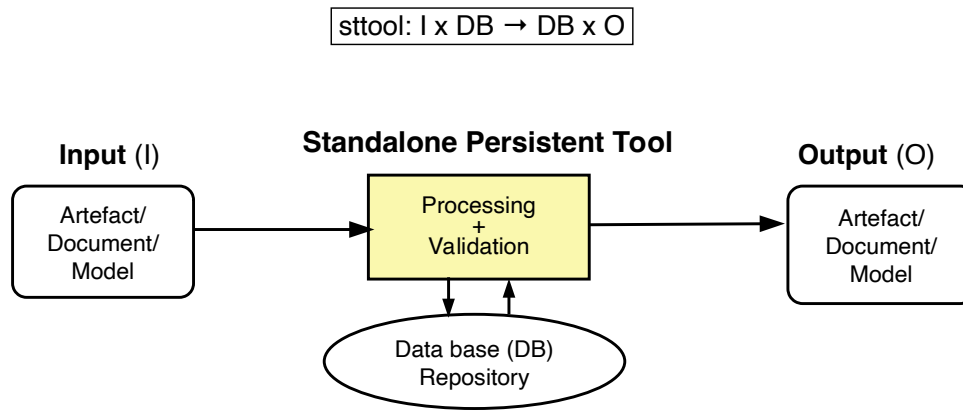 sttool: I x DB → DB x O
Standalone Persistent Tool
Input (I)
Output (O)
Artefact/
Document/
Model
Processing
+
Validation
Artefact/
Document/
Model
Data base (DB)
Repository